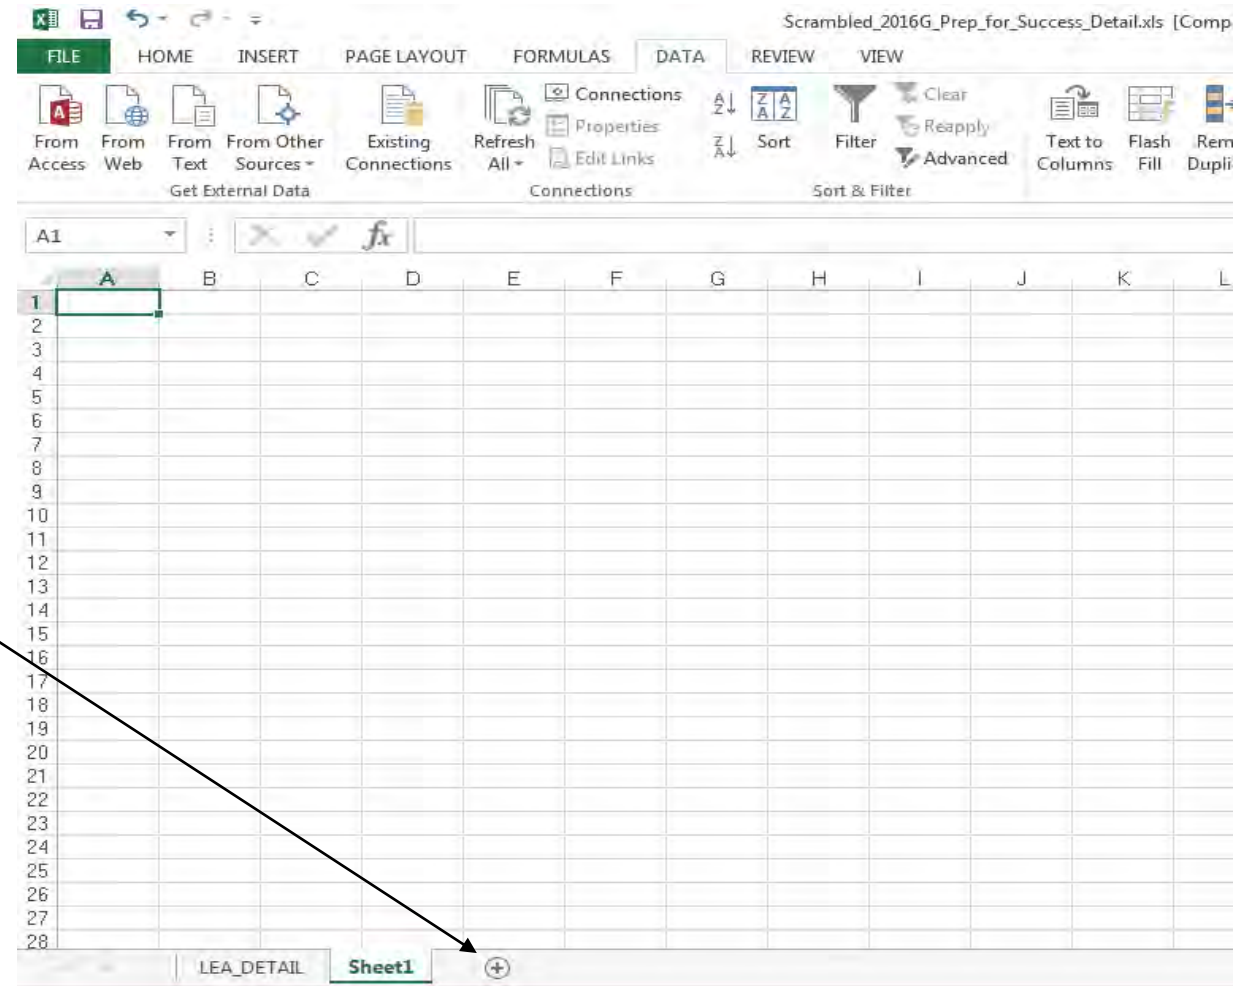 Scrambled_2016G_Prep_for_Success_Detail.xls [Comp
FILE HOME INSERT PAGE LAYOUT FORMULAS DATA REVIEW VIEW
From Access
From Web
From Text
From Other Sources
Get External Data
Existing Connections
Refresh All
Connections
Properties
Edit Links
Connections
Sort
Filter
Clear
Reapply
Advanced
Sort & Filter
Text to Columns
Flash Fill
Rem
Dupli
A1 fx
A B C D E F G H I J K L
1
2
3
4
5
6
7
8
9
10
11
12
13
14
15
16
17
18
19
20
21
22
23
24
25
26
27
28
LEA_DETAIL Sheet1